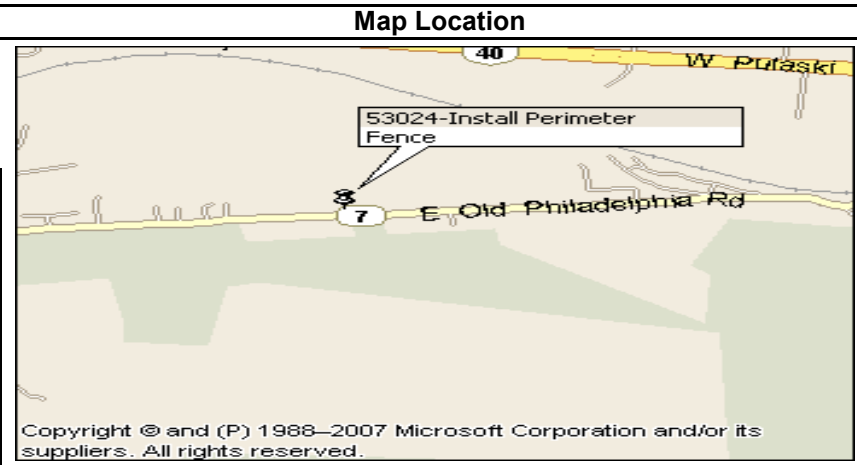 Map Location
40
W Pulaski
53024-Install Perimeter
Fence
7
E Old Philadelphia Rd
Copyright © and (P) 1988–2007 Microsoft Corporation and/or its
suppliers. All rights reserved.